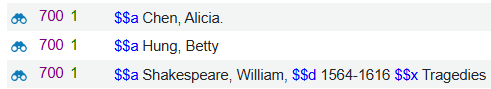 700 1 $$a Chen, Alicia.
700 1 $$a Hung, Betty
700 1 $$a Shakespeare, William, $$d 1564-1616 $$x Tragedies